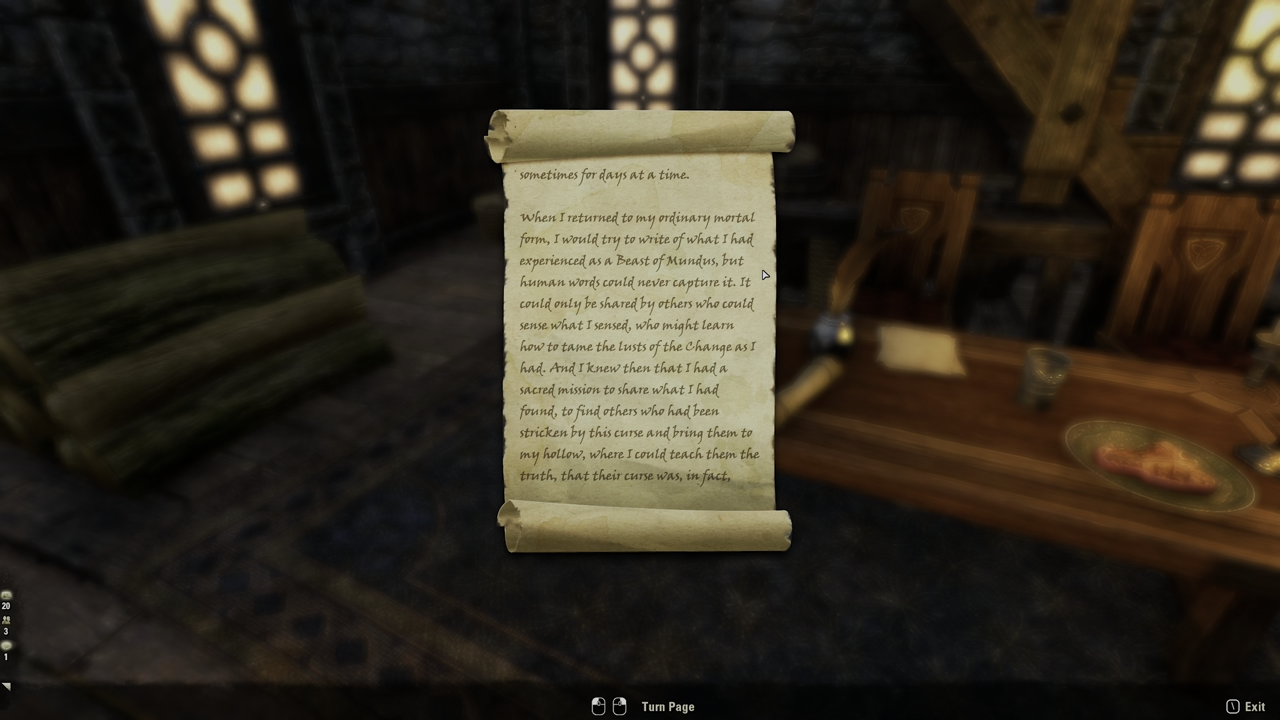 sometimes for days at a time.
When I returned to my ordinary mortal
form, I would try to write of what I had
experienced as a Beast of Mundus, but
human words could never capture it. It
could only be shared by others who could
sense what I sensed, who might learn
how to tame the lusts of the Change as I
had. And I knew then that I had a
sacred mission to share what I had
found, to find others who had been
stricken by this curse and bring them to
my hollow, where I could teach them the
truth, that their curse was, in fact,
20
3
1
Turn Page
\ Exit